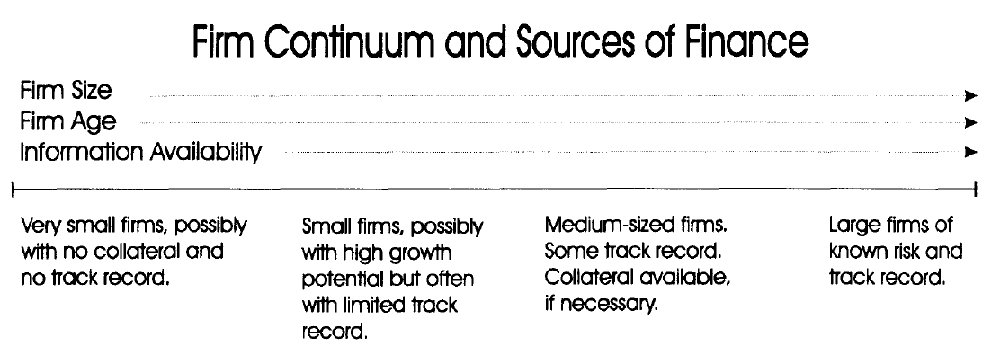 Firm Continuum and Sources of Finance
Firm Size
Firm Age
Information Availability
Very small firms, possibly
with no collateral and
no track record.
Small firms, possibly
with high growth
potential but often
with limited track
record.
Medium-sized firms.
Some track record.
Collateral available,
if necessary.
Large firms of
known risk and
track record.